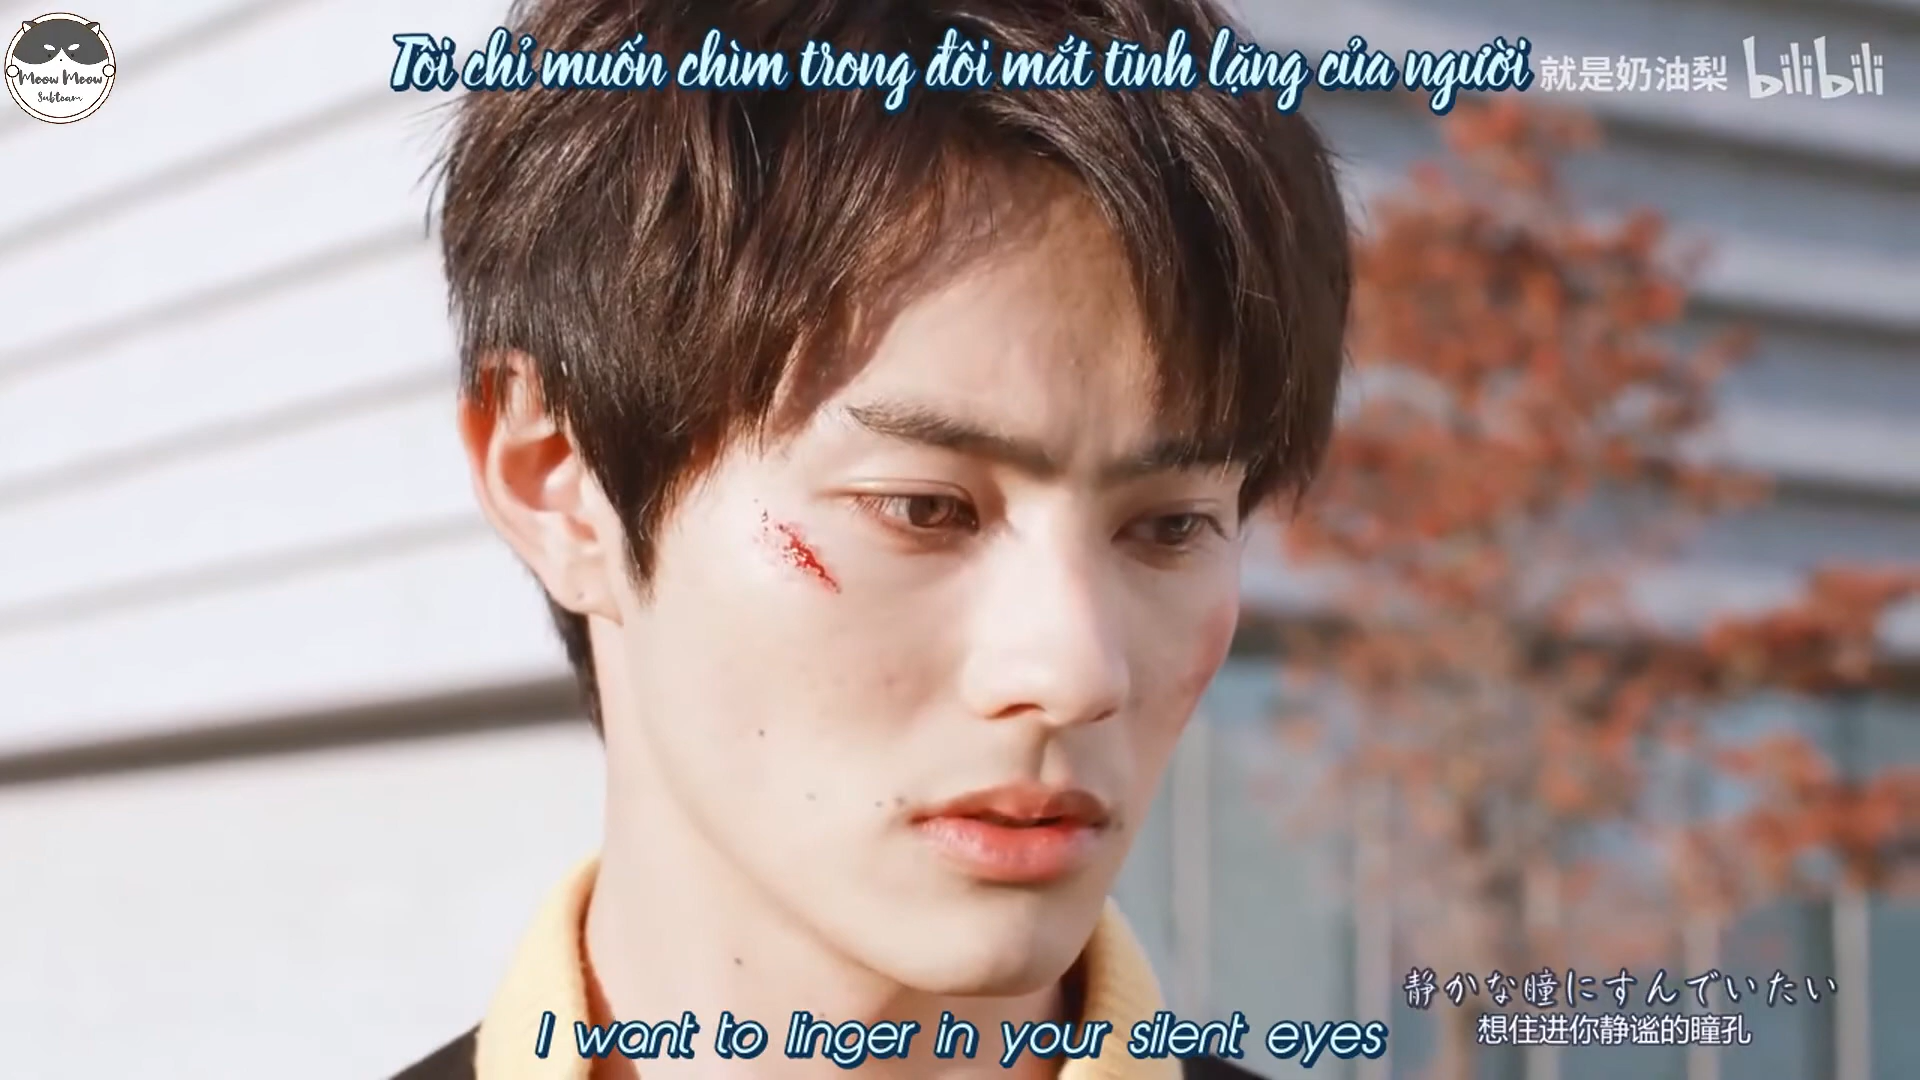 Meow Meow
Subteam
Tôi chỉ muốn chìm trong đôi mắt tĩnh lặng của người
就是奶油梨 bilibili
静かな瞳にすんでいたい
想住进你静谧的瞳孔
I want to linger in your silent eyes